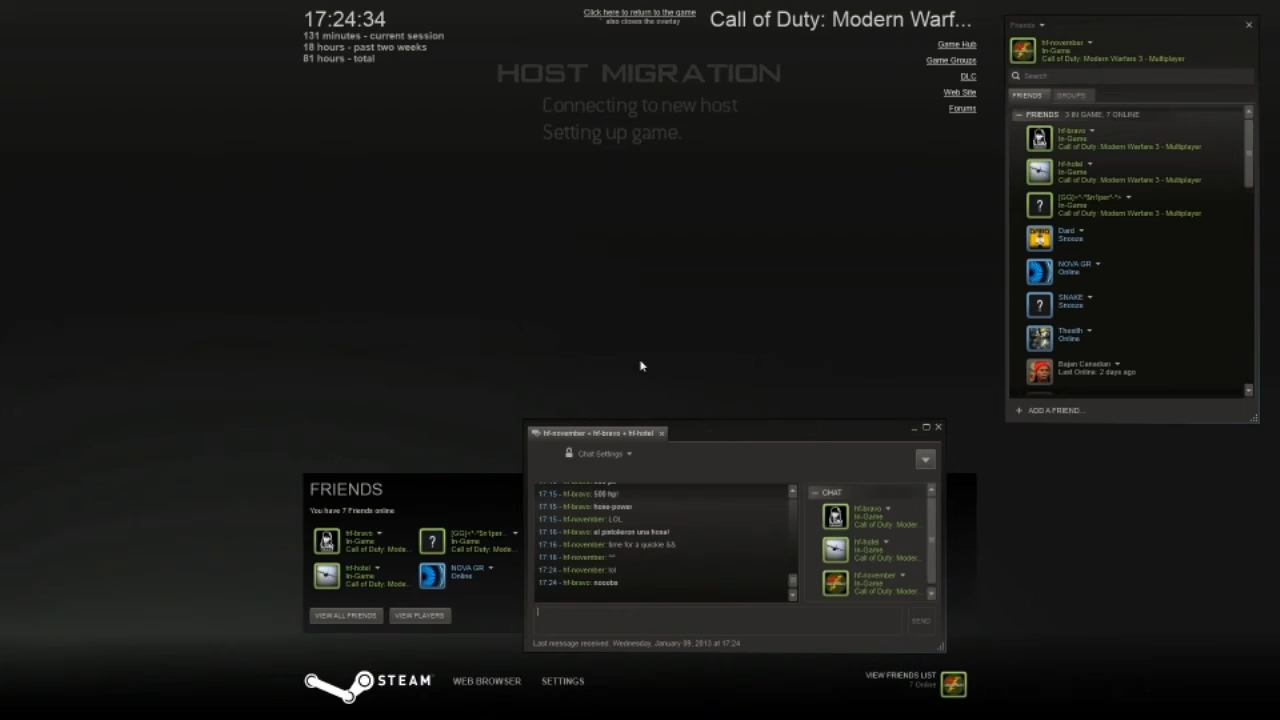 17:24:34
131 minutes - current session
18 hours - past two weeks
81 hours - total
Click here to return to the game
* also closes the overlay
Call of Duty: Modern Warf...
Game Hub
Game Groups
DLC
Web Site
Forums
HOST MIGRATION
Connecting to new host
Setting up game.
Friends
hf-november
In-Game
Call of Duty: Modern Warfare 3 - Multiplayer
Search
FRIENDS GROUPS
FRIENDS 3 IN GAME, 7 ONLINE
hf-bravo
In-Game
Call of Duty: Modern Warfare 3 - Multiplayer
hf-hotel
In-Game
Call of Duty: Modern Warfare 3 - Multiplayer
In-Game
Call of Duty: Modern Warfare 3 - Multiplayer
Dard
Snooze
NOVA GR
Online
SNAKE
Snooze
Online
Bajan Canadian
Last Online: 2 days ago
+ ADD A FRIEND...
FRIENDS
You have 7 Friends online
hf-bravo
In-Game
Call of Duty: Mode...
In-Game
Call of Duty: Mode...
hf-hotel
In-Game
Call of Duty: Mode...
NOVA GR
Online
VIEW ALL FRIENDS
VIEW PLAYERS
hf-november + hf-bravo + hf-hotel
Chat Settings
17:15 - hf-bravo: 500 hp!
17:15 - hf-bravo: hose-power
17:15 - hf-november: LOL
17:16 - hf-bravo: el pistolieron una hose!
17:16 - hf-november: time for a quickie &&
17:16 - hf-november: ^^
17:24 - hf-november: lol
17:24 - hf-bravo: nooobs
CHAT
hf-bravo
In-Game
Call of Duty: Moder...
hf-hotel
In-Game
Call of Duty: Moder...
hf-november
In-Game
Call of Duty: Moder...
SEND
Last message received: Wednesday, January 09, 2013 at 17:24
STEAM
WEB BROWSER
SETTINGS
VIEW FRIENDS LIST
7 Online